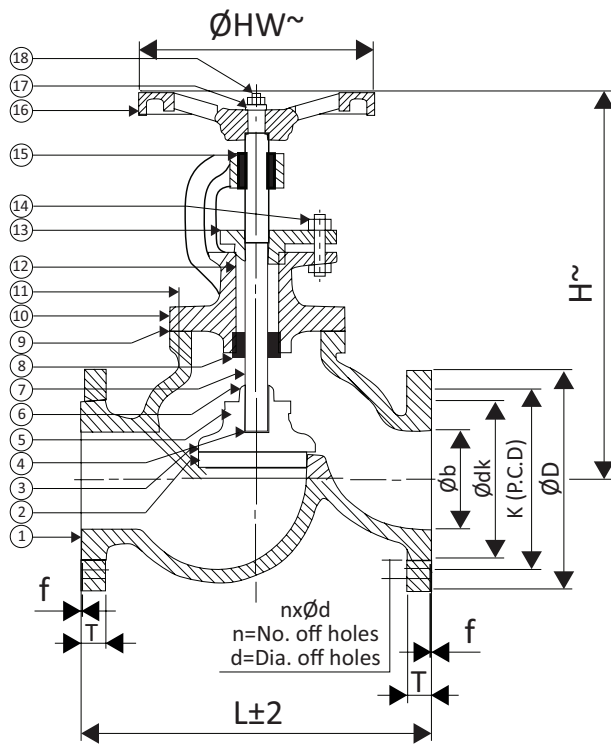 ØHW~
18
17
16
15
14
13
12
11
10
9
8
7
6
5
4
3
2
1
H~
Øb
Ødk
K (P.C.D)
ØD
f
T
nxØd
n=No. off holes
d=Dia. off holes
f
T
L±2